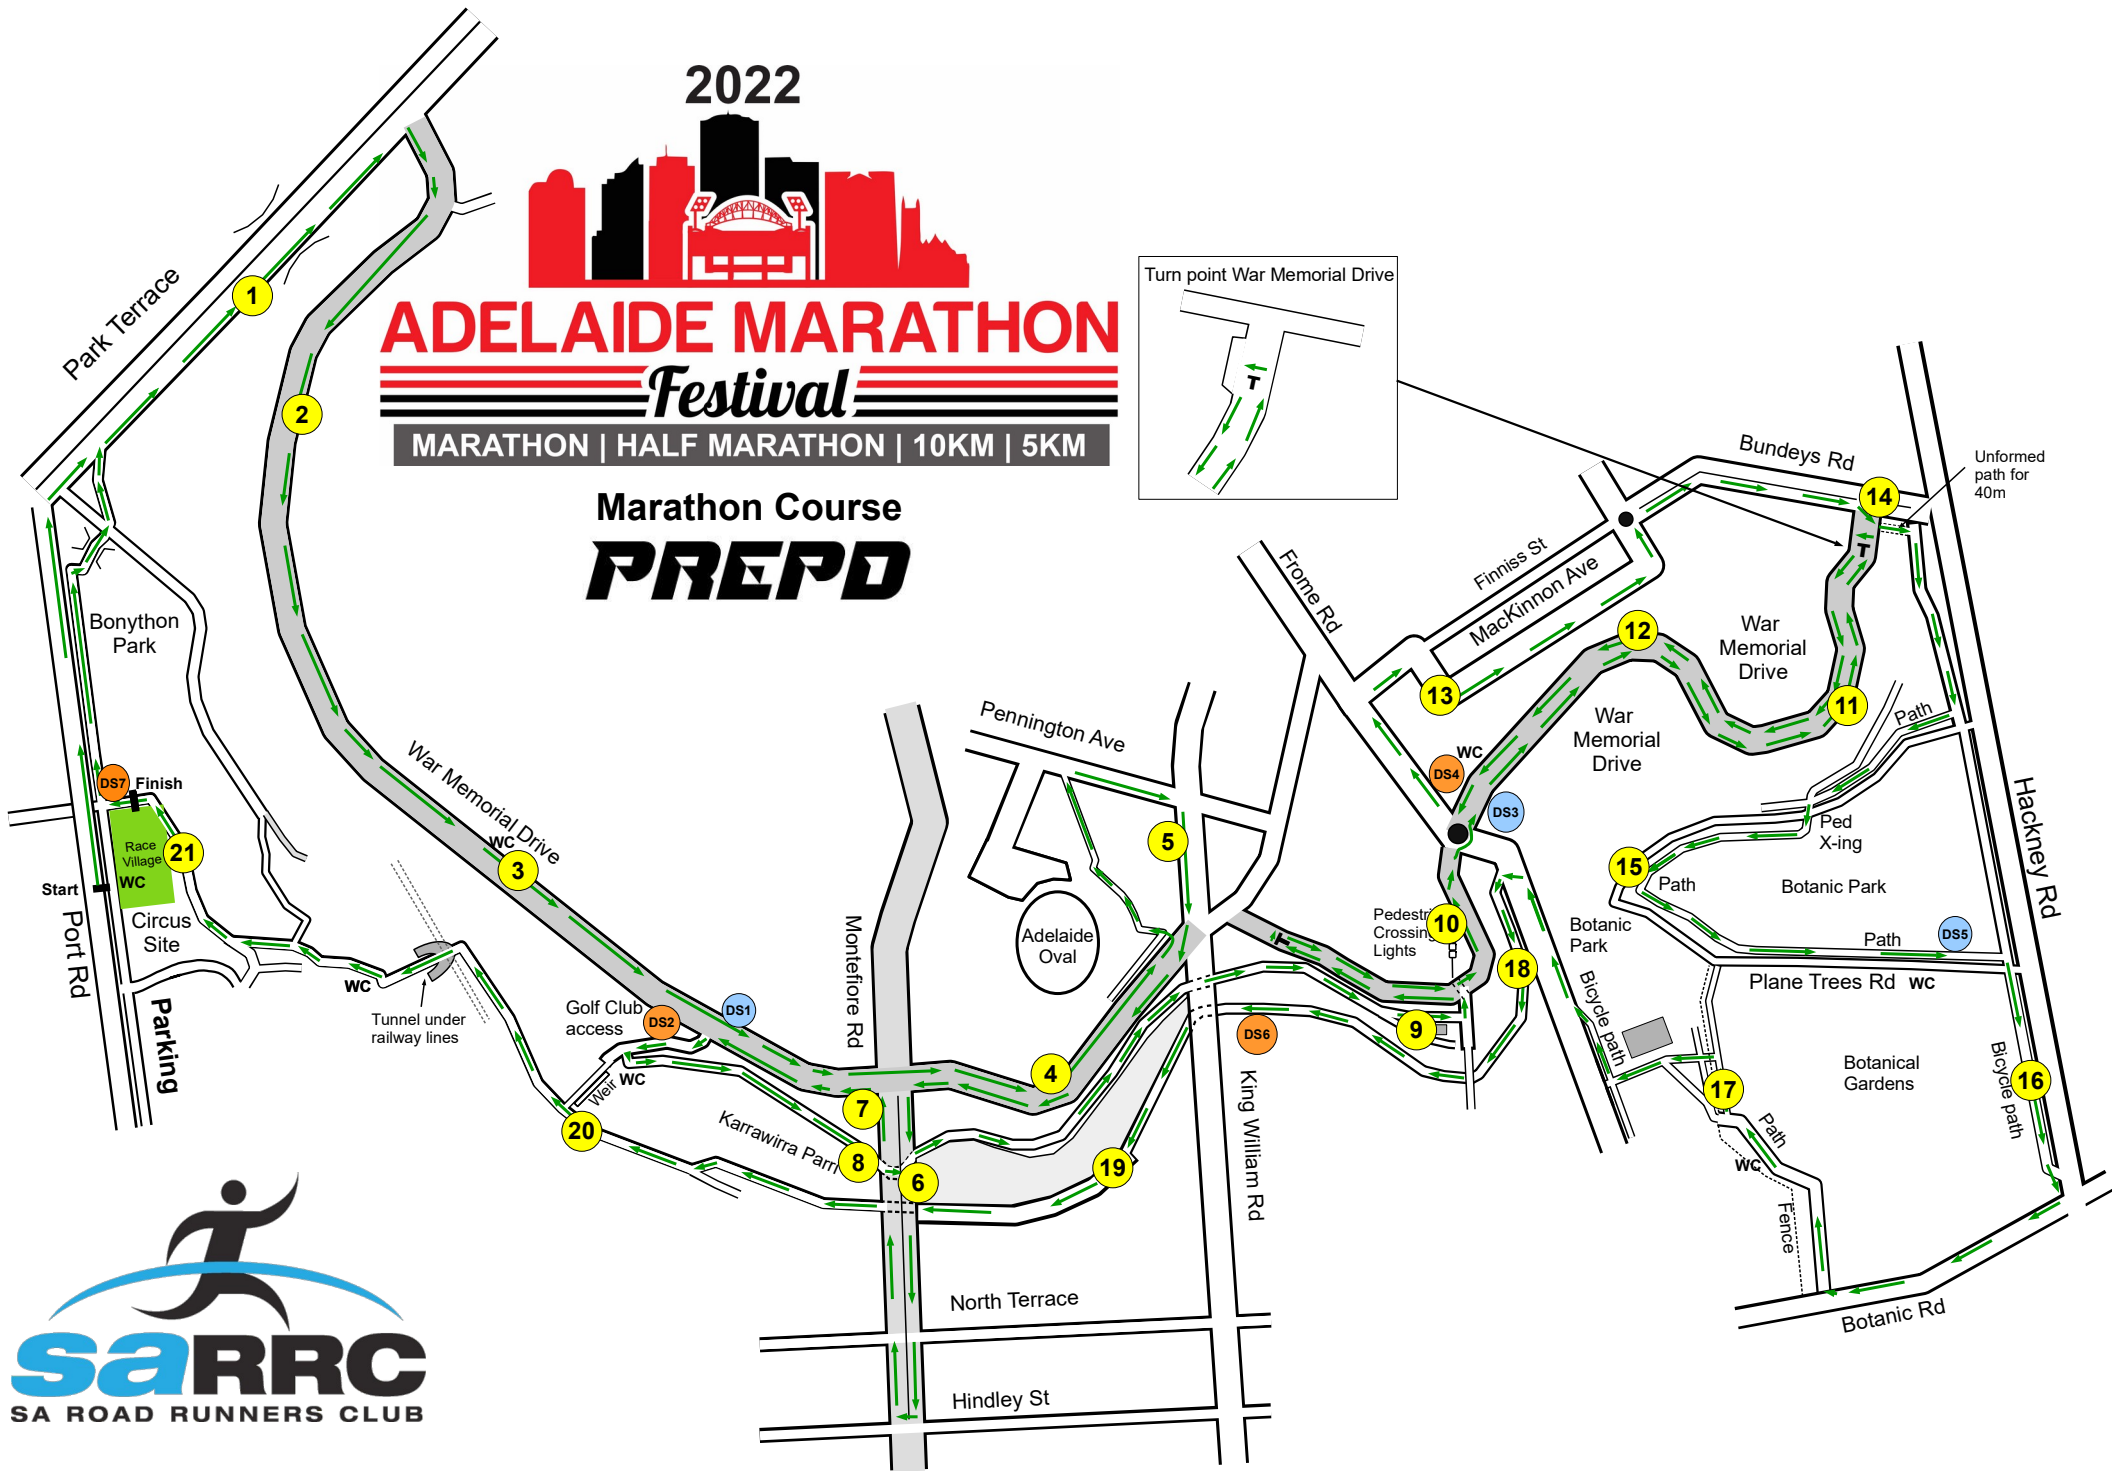 2022
ADELAIDE MARATHON
Festival
MARATHON | HALF MARATHON | 10KM | 5KM
Marathon Course
PREPD
Turn point War Memorial Drive
T
Park Terrace
1
2
Bundeys Rd
14
Unformed
path for
40m
T
Finniss St
MacKinnon Ave
Frome Rd
Bonython
Park
War
Memorial
Drive
12
13
11
Path
War
Memorial
Drive
Pennington Ave
War Memorial Drive
WC
3
5
WC
DS4
DS3
Hackney Rd
DS7
Finish
Race
Village
WC
21
Start
Port Rd
Circus
Site
Parking
WC
Tunnel under
railway lines
Ped
X-ing
15
Path
Botanic Park
Adelaide
Oval
Pedestri
Crossing
Lights
10
Botanic
Park
Path
DS5
18
Plane Trees Rd
WC
Bicycle path
Montefiore Rd
Golf Club
access
DS2
DS1
T
9
DS6
WC
Weir
20
4
7
Karrawirra Parri
8
6
19
King William Rd
Botanical
Gardens
17
16
Bicycle path
Path
WC
Fence
Botanic Rd
North Terrace
Hindley St
saRRC
SA ROAD RUNNERS CLUB